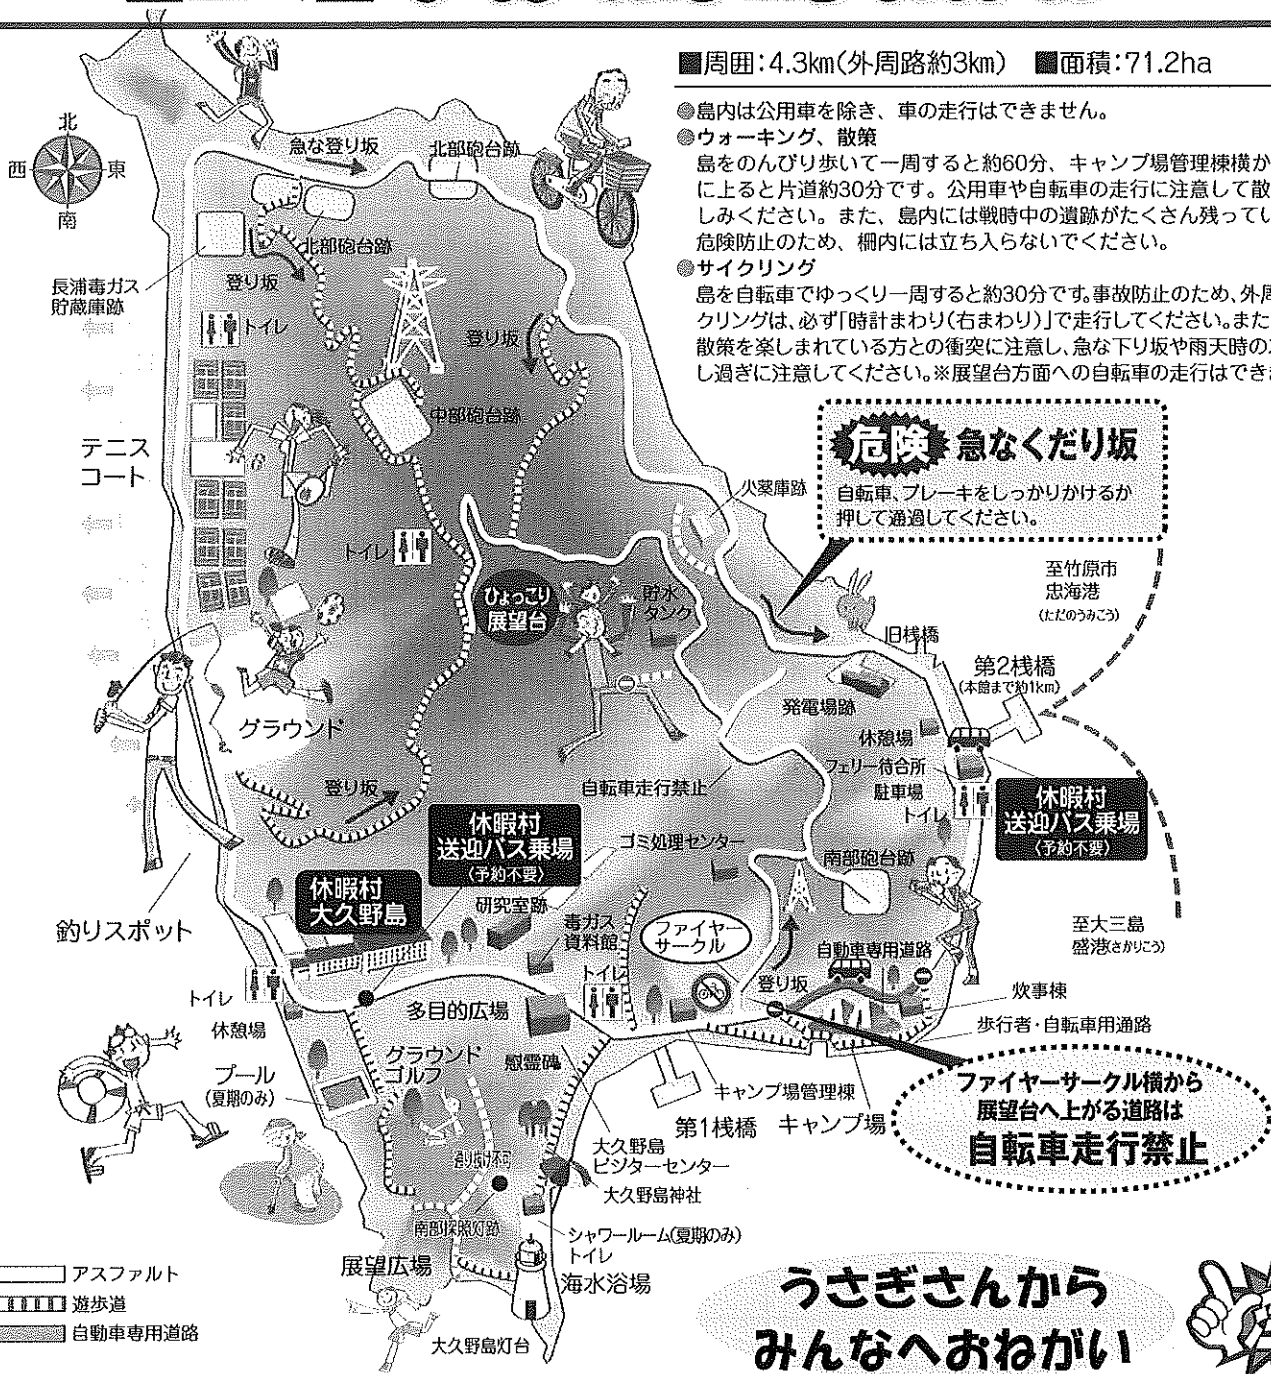 ■周囲:4.3km(外周路約3km) ■面積:71.2ha
●島内は公用車を除き、車の走行はできません。
●ウォーキング、散策
島をのんびり歩いて一周すると約60分、キャンプ場管理棟横か
に上ると片道約30分です。公用車や自転車の走行に注意して散
しみください。また、島内には戦時中の遺跡がたくさん残ってい
危険防止のため、柵内には立ち入らないでください。
●サイクリング
島を自転車でゆっくり一周すると約30分です。事故防止のため、外周
クリングは、必ず「時計まわり(右まわり)」で走行してください。また
散策を楽しまれている方との衝突に注意し、急な下り坂や雨天時の
し過ぎに注意してください。※展望台方面への自転車の走行はでき
北
西
東
南
急な登り坂
北部砲台跡
北部砲台跡
登り坂
長浦毒ガス
貯蔵庫跡
トイレ
登り坂
中部砲台跡
テニス
コート
危険 急なくだり坂
自転車、ブレーキをしっかりかけるか
押して通過してください。
火薬庫跡
トイレ
ひょっこり
展望台
貯水
タンク
至竹原市
忠海港
(ただのうみこう)
旧桟橋
第2桟橋
(本館まで約1km)
発電場跡
グラウンド
休憩場
フェリー待合所
駐車場
トイレ
休暇村
送迎バス乗場
〈予約不要〉
登り坂
自転車走行禁止
休暇村
送迎バス乗場
〈予約不要〉
ゴミ処理センター
南部砲台跡
休暇村
大久野島
研究室跡
毒ガス
資料館
ファイヤー
サークル
釣りスポット
自動車専用道路
至大三島
盛港(さかりこう)
トイレ
登り坂
トイレ
多目的広場
炊事棟
休憩場
歩行者・自転車用通路
グラウンド
ゴルフ
慰霊碑
プール
(夏期のみ)
キャンプ場管理棟
第1桟橋
キャンプ場
ファイヤーサークル横から
展望台へ上がる道路は
自転車走行禁止
大久野島
ビジターセンター
通り抜け不可
大久野島神社
南部探照灯跡
シャワールーム(夏期のみ)
トイレ
展望広場
海水浴場
大久野島灯台
アスファルト
遊歩道
自動車専用道路
うさぎさんから
みんなへおねがい